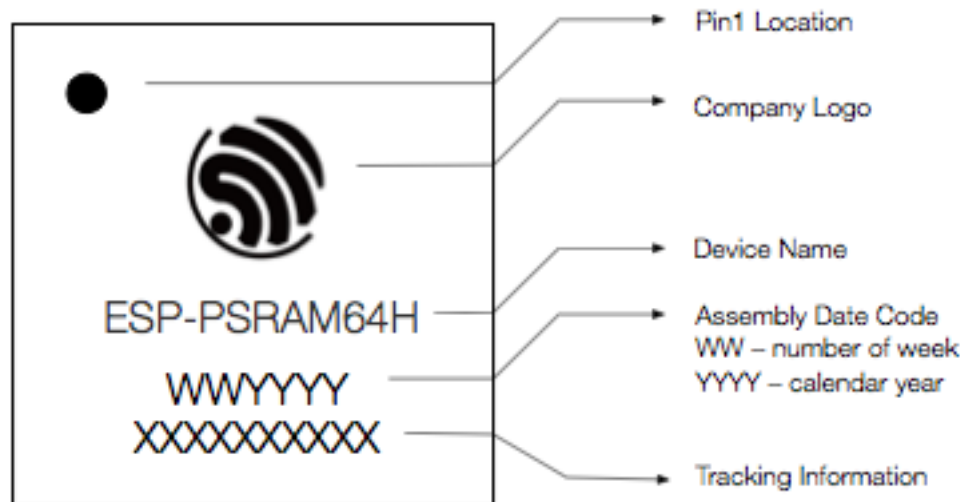 Pin1 Location
Company Logo
Device Name
ESP-PSRAM64H
Assembly Date Code
WW – number of week
YYYY – calendar year
WWYYYY
XXXXXXXXXX
Tracking Information